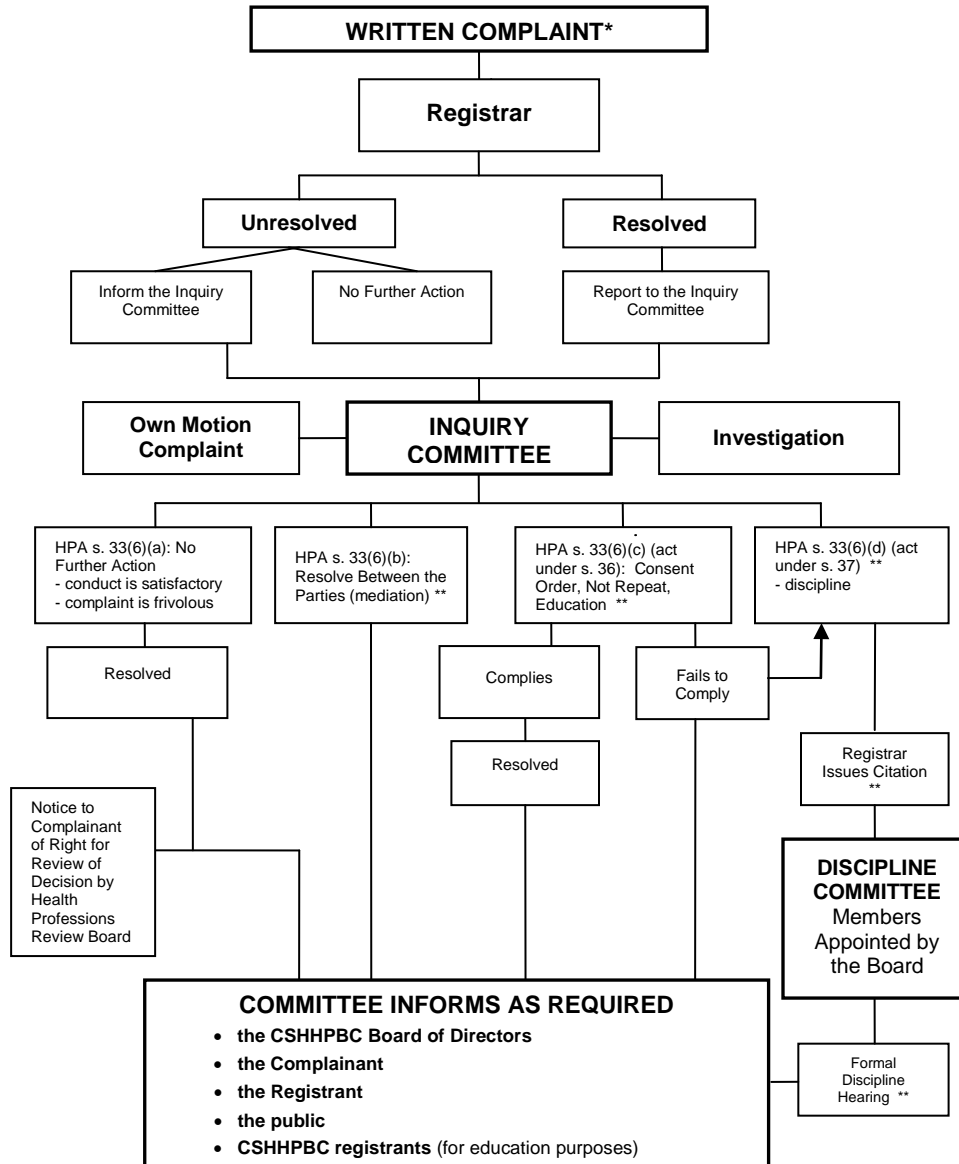 WRITTEN COMPLAINT*
Registrar
Unresolved
Resolved
Inform the Inquiry
Committee
No Further Action
Report to the Inquiry
Committee
Own Motion
Complaint
INQUIRY
COMMITTEE
Investigation
HPA s. 33(6)(a): No
Further Action
- conduct is satisfactory
- complaint is frivolous
HPA s. 33(6)(b):
Resolve Between the
Parties (mediation) **
HPA s. 33(6)(c) (act
under s. 36): Consent
Order, Not Repeat,
Education **
HPA s. 33(6)(d) (act
under s. 37) **
- discipline
Resolved
Complies
Fails to
Comply
Resolved
Registrar
Issues Citation
**
Notice to
Complainant
of Right for
Review of
Decision by
Health
Professions
Review Board
DISCIPLINE
COMMITTEE
Members
Appointed by
the Board
COMMITTEE INFORMS AS REQUIRED
• the CSHHPBC Board of Directors
• the Complainant
• the Registrant
• the public
• CSHHPBC registrants (for education purposes)
Formal
Discipline
Hearing **